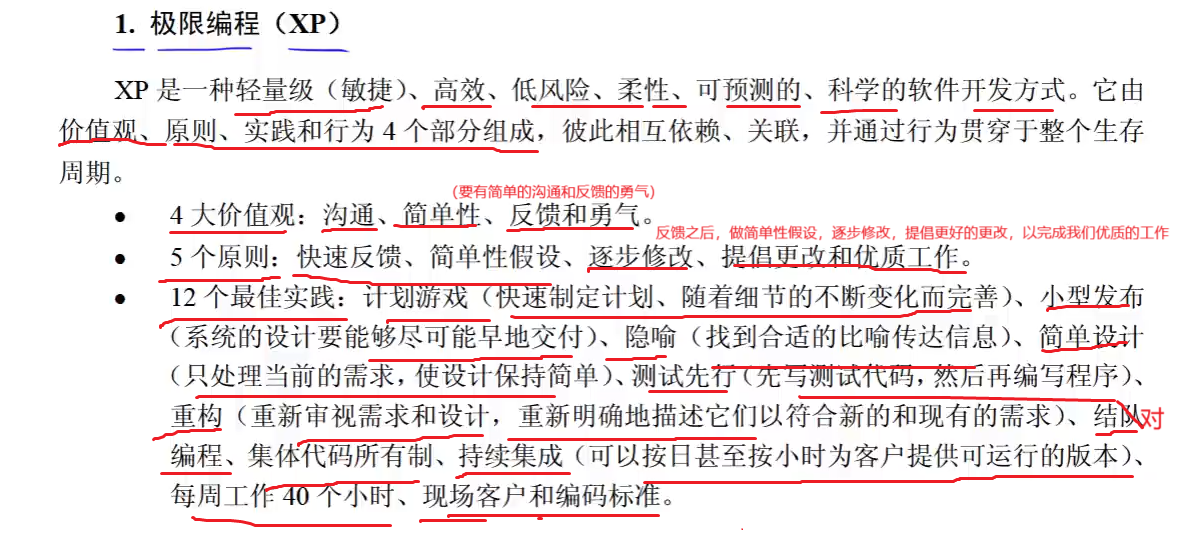 1. 极限编程（XP）
XP 是一种轻量级（敏捷）、高效、低风险、柔性、可预测的、科学的软件开发方式。它由
价值观、原则、实践和行为 4 个部分组成，彼此相互依赖、关联，并通过行为贯穿于整个生存
周期。
（要有简单的沟通和反馈的勇气）
● 4 大价值观：沟通、简单性、反馈和勇气。
反馈之后，做简单性假设，逐步修改，提倡更好的更改，以完成我们优质的工作
● 5 个原则：快速反馈、简单性假设、逐步修改、提倡更改和优质工作。
● 12 个最佳实践：计划游戏（快速制定计划、随着细节的不断变化而完善）、小型发布
（系统的设计要能够尽可能早地交付）、隐喻（找到合适的比喻传达信息）、简单设计
（只处理当前的需求，使设计保持简单）、测试先行（先写测试代码，然后再编写程序）、
重构（重新审视需求和设计，重新明确地描述它们以符合新的和现有的需求）、结队 对
编程、集体代码所有制、持续集成（可以按日甚至按小时为客户提供可运行的版本）、
每周工作 40 个小时、现场客户和编码标准。